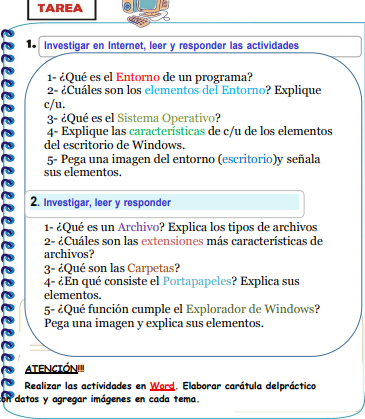 TAREA
1. Investigar en Internet, leer y responder las actividades
1- ¿Qué es el Entorno de un programa?
2- ¿Cuáles son los elementos del Entorno? Explique
c/u.
3- ¿Qué es el Sistema Operativo?
4- Explique las características de c/u de los elementos
del escritorio de Windows.
5- Pega una imagen del entorno (escritorio)y señala
sus elementos.
2. Investigar, leer y responder
1- ¿Qué es un Archivo? Explica los tipos de archivos
2- ¿Cuáles son las extensiones más características de
archivos?
3- ¿Qué son las Carpetas?
4- ¿En qué consiste el Portapapeles? Explica sus
elementos.
5- ¿Qué función cumple el Explorador de Windows?
Pega una imagen y explica sus elementos.
ATENCIÓN!!!
Realizar las actividades en Word. Elaborar carátula delpráctico
con datos y agregar imágenes en cada tema.